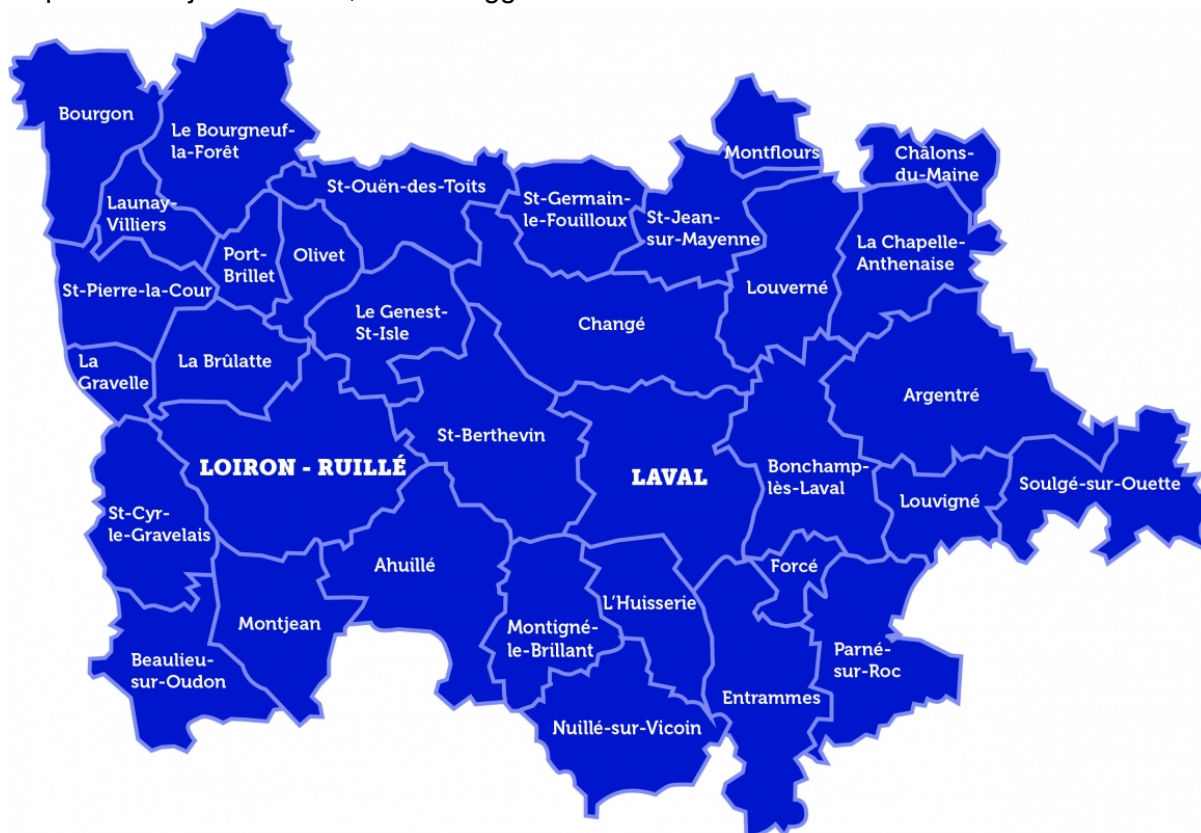 Bourgon
Le Bourgneuf-
la-Forêt
Launay-
Villiers
St-Ouën-des-Toits
St-Germain-
le-Fouilloux
Montflours
Châlons-
du-Maine
St-Jean-
sur-Mayenne
La Chapelle-
Anthenaise
Port-
Brillet
Olivet
St-Pierre-la-Cour
Louverné
Le Genest-
St-Isle
Changé
La
Gravelle
La Brûlatte
Argentré
St-Berthevin
LOIRON - RUILLÉ
LAVAL
Bonchamp-
lès-Laval
Louvigné
Soulgé-sur-Ouette
St-Cyr-
le-Gravelais
Ahuillé
Forcé
L'Huisserie
Montjean
Montigné-
le-Brillant
Beaulieu-
sur-Oudon
Parné-
sur-Roc
Entrammes
Nuillé-sur-Vicoin